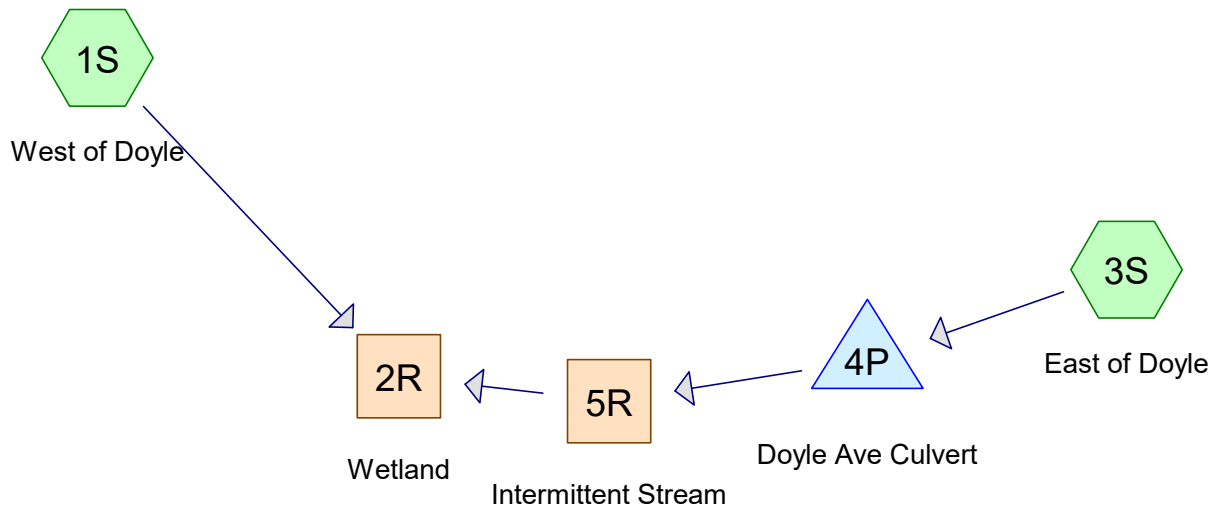 1S
West of Doyle
3S
East of Doyle
2R
Wetland
5R
Intermittent Stream
4P
Doyle Ave Culvert